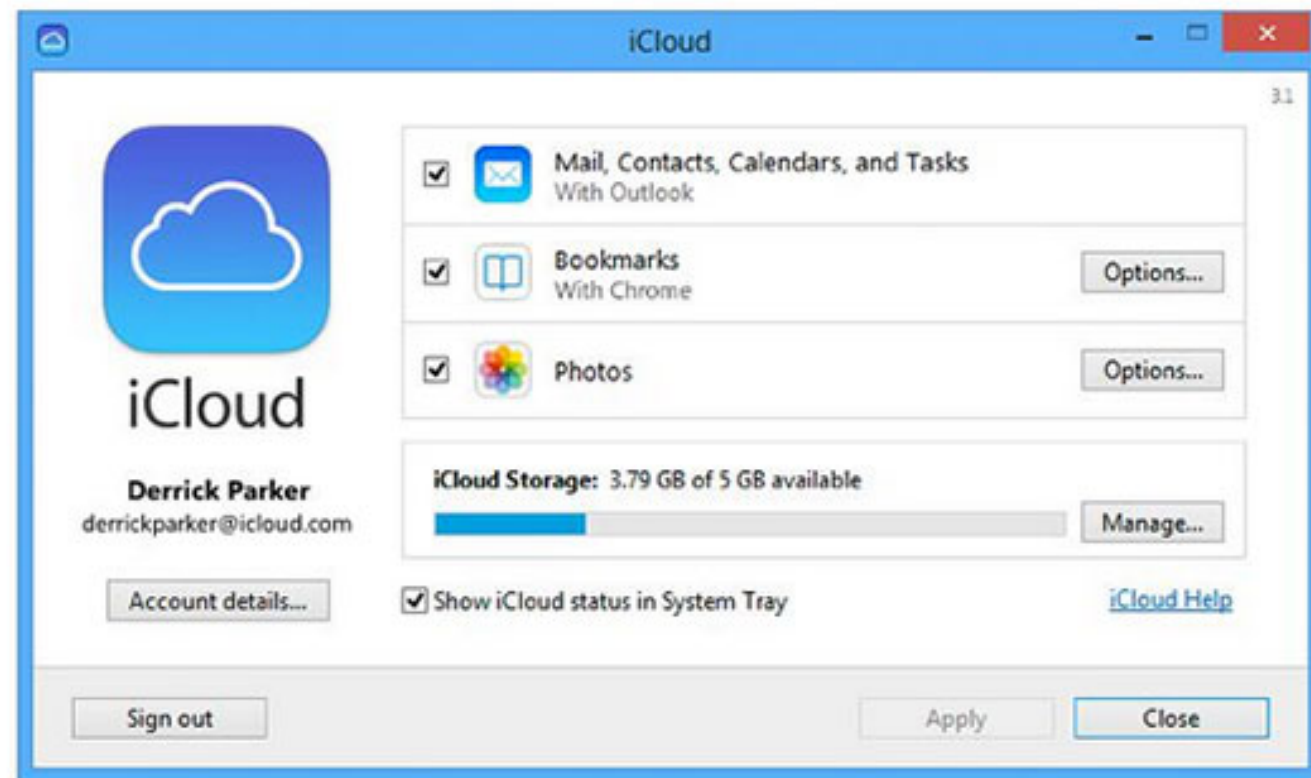 iCloud
3.1
Mail, Contacts, Calendars, and Tasks
With Outlook
Bookmarks
With Chrome
Options...
Photos
Options...
iCloud
Derrick Parker
derrickparker@icloud.com
Account details...
iCloud Storage: 3.79 GB of 5 GB available
Manage...
Show iCloud status in System Tray
iCloud Help
Sign out
Apply
Close